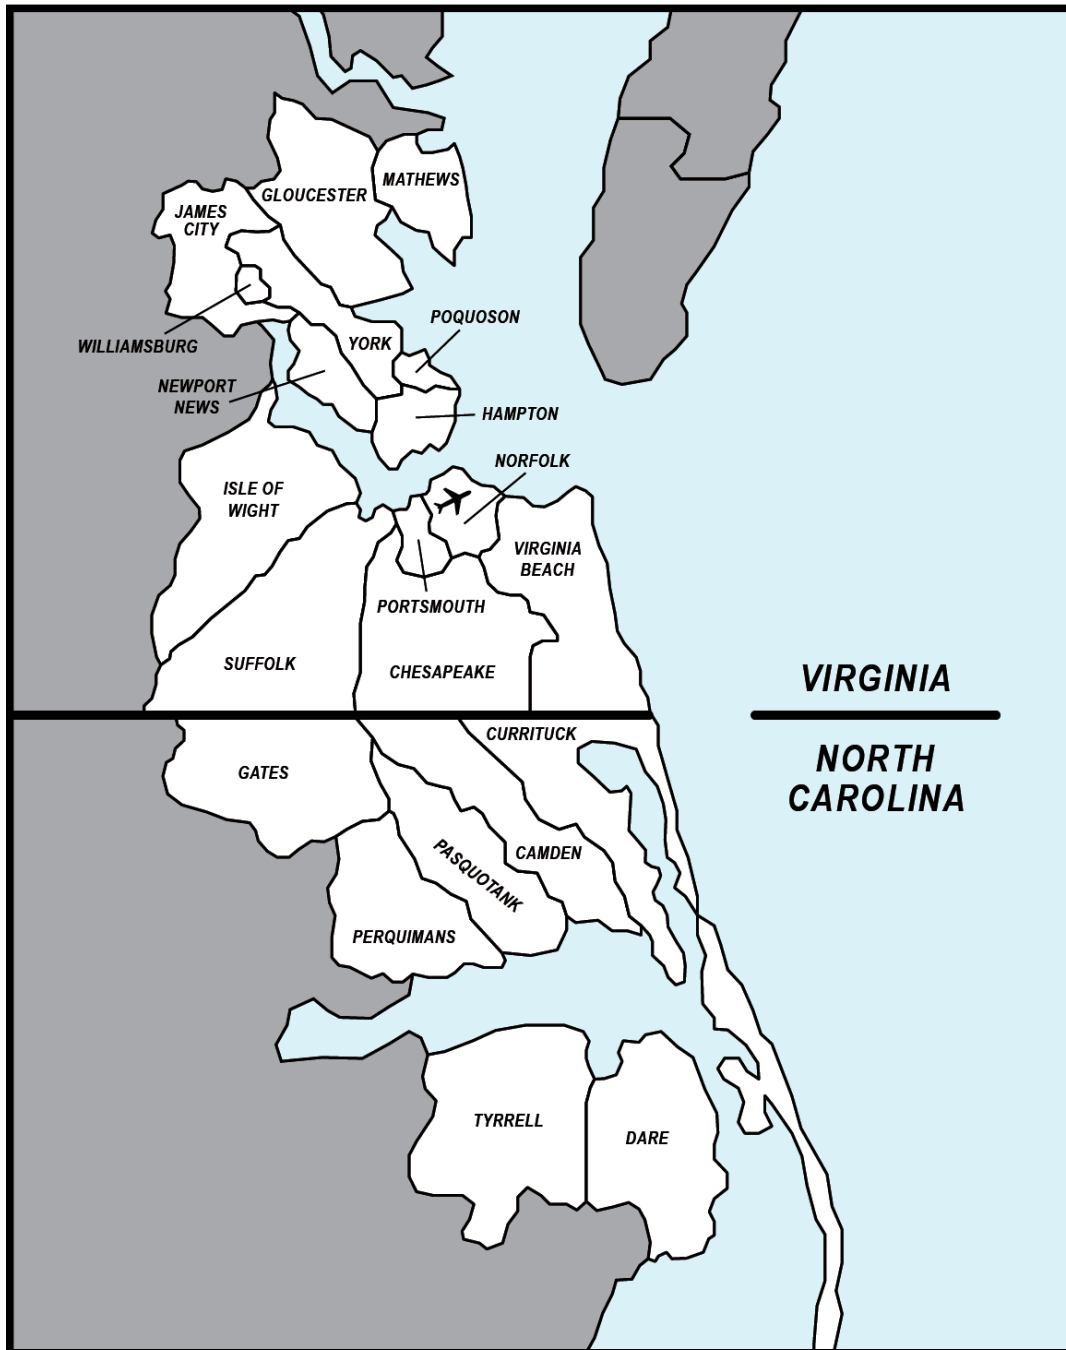 MATHEWS
GLOUCESTER
JAMES
CITY
POQUOSON
WILLIAMSBURG
YORK
NEWPORT
NEWS
HAMPTON
NORFOLK
ISLE OF
WIGHT
VIRGINIA
BEACH
PORTSMOUTH
SUFFOLK
CHESAPEAKE
VIRGINIA
NORTH
CAROLINA
CURRITUCK
GATES
CAMDEN
PASQUOTANK
PERQUIMANS
TYRRELL
DARE